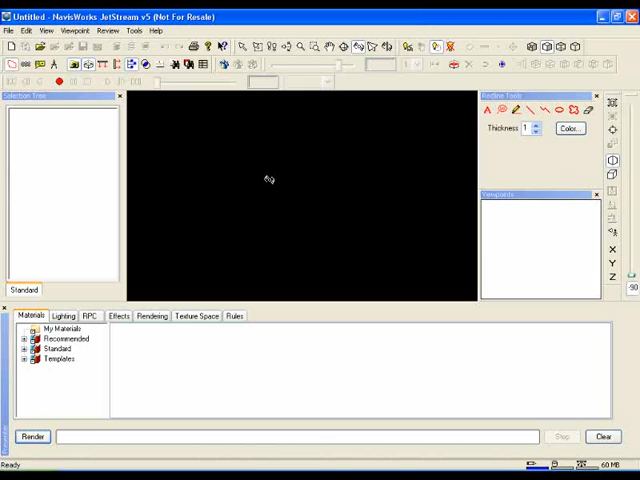 Untitled - NavisWorks JetStream v5 (Not For Resale)
File Edit View Viewpoint Review Tools Help
Selection Tree
Redline Tools
Thickness 1 Color...
Viewpoints
X
Y
Z
-90
Standard
Materials Lighting RPC Effects Rendering Texture Space Rules
My Materials
Recommended
Standard
Templates
Presenter
Render Stop Clear
Ready 60 MB